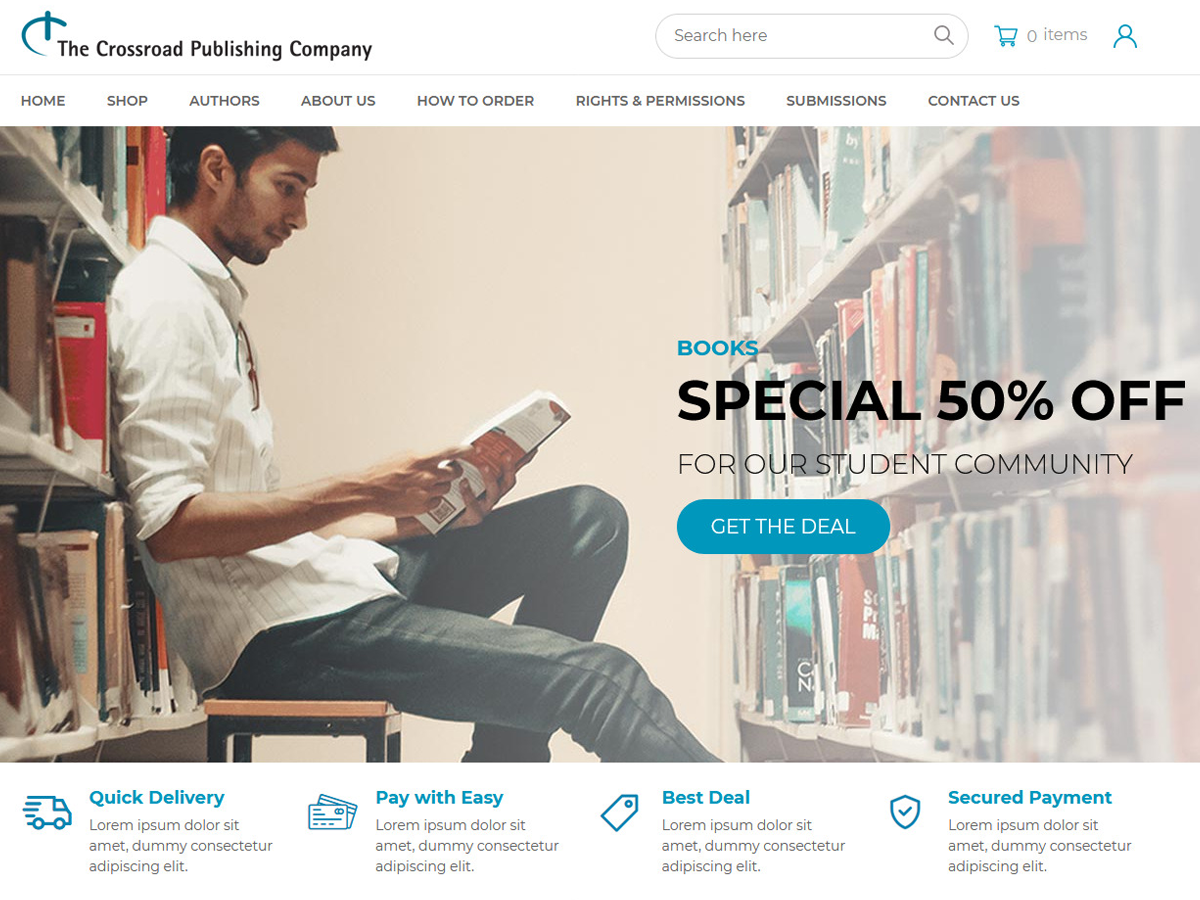 The Crossroad Publishing Company
Search here
0 items
HOME SHOP AUTHORS ABOUT US HOW TO ORDER RIGHTS & PERMISSIONS SUBMISSIONS CONTACT US
BOOKS
SPECIAL 50% OFF
FOR OUR STUDENT COMMUNITY
GET THE DEAL
Quick Delivery
Lorem ipsum dolor sit
amet, dummy consectetur
adipiscing elit.
Pay with Easy
Lorem ipsum dolor sit
amet, dummy consectetur
adipiscing elit.
Best Deal
Lorem ipsum dolor sit
amet, dummy consectetur
adipiscing elit.
Secured Payment
Lorem ipsum dolor sit
amet, dummy consectetur
adipiscing elit.